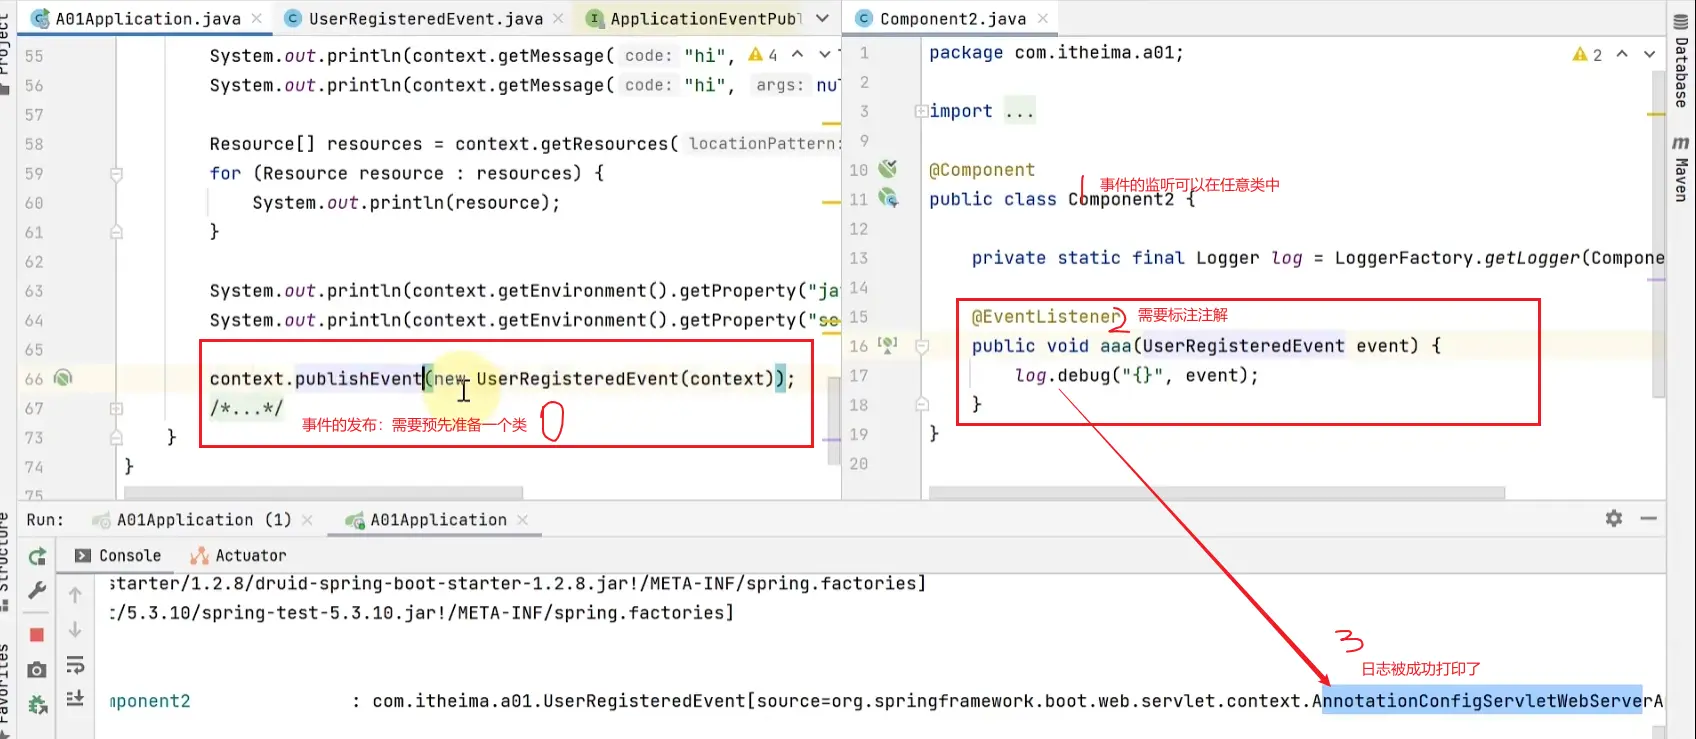 Project
A01Application.java
UserRegisteredEvent.java
ApplicationEventPubl
Component2.java
55 System.out.println(context.getMessage( code: "hi",
4
56 System.out.println(context.getMessage( code: "hi", args: nul
57
58 Resource[] resources = context.getResources( locationPattern:
59 for (Resource resource : resources) {
60 System.out.println(resource);
61 }
62
63 System.out.println(context.getEnvironment().getProperty("ja
64 System.out.println(context.getEnvironment().getProperty("se
65
66 context.publishEvent(new UserRegisteredEvent(context));
67 /*...*/
事件的发布：需要预先准备一个类 0
73 }
74 }
75
1 package com.itheima.a01;
2
2
3 import ...
9
10 @Component
1 事件的监听可以在任意类中
11 public class Component2 {
12
13 private static final Logger log = LoggerFactory.getLogger(Compone
14
15 @EventListener 2 需要标注注解
16 public void aaa(UserRegisteredEvent event) {
17 log.debug("{}", event);
18 }
19 }
20
Database
m Maven
Run: A01Application (1) A01Application
Console Actuator
starter/1.2.8/druid-spring-boot-starter-1.2.8.jar!/META-INF/spring.factories]
/5.3.10/spring-test-5.3.10.jar!/META-INF/spring.factories]
3
日志被成功打印了
mponent2 : com.itheima.a01.UserRegisteredEvent[source=org.springframework.boot.web.servlet.context.AnnotationConfigServletWebServerA
Structure
Favorites